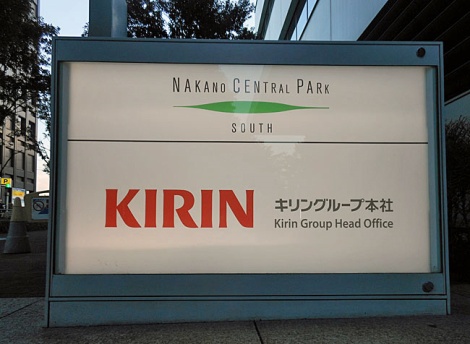 NAKANO CENTRAL PARK
SOUTH
KIRIN
キリングループ本社
Kirin Group Head Office
P